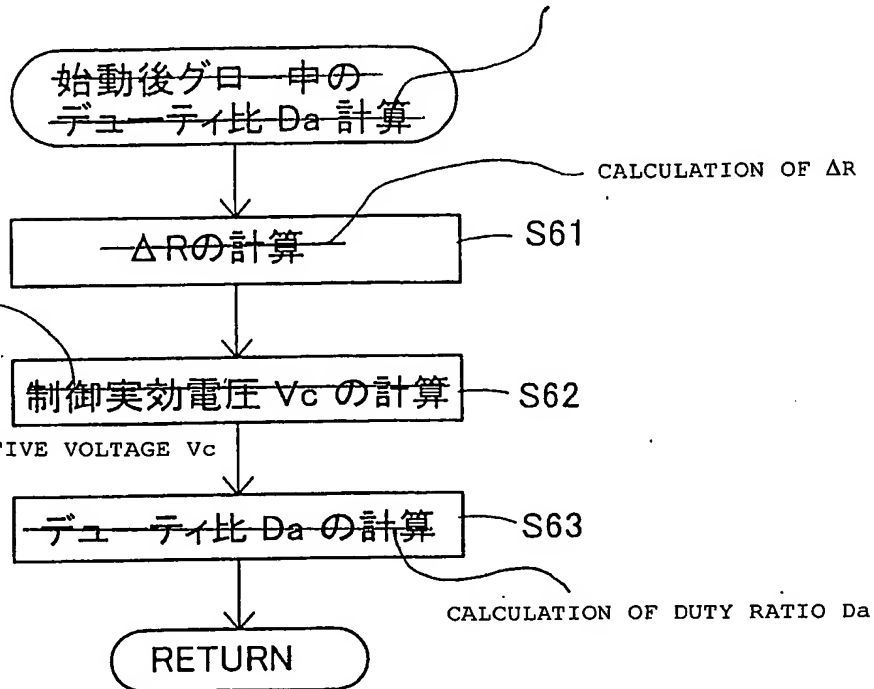 始動後グロー中の
デューティ比 Da 計算
CALCULATION OF ΔR
ΔRの計算
S61
制御実効電圧 Vc の計算
S62
TIVE VOLTAGE Vc
デューティ比 Da の計算
S63
CALCULATION OF DUTY RATIO Da
RETURN